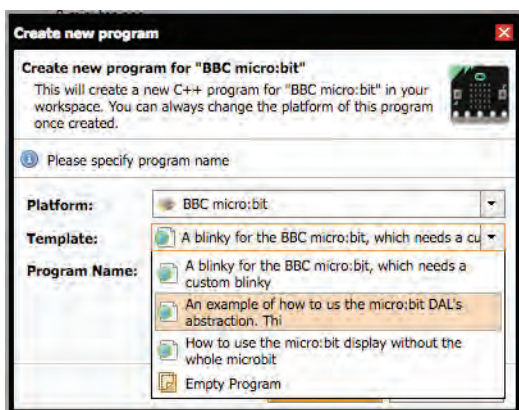 Create new program
Create new program for "BBC micro:bit"
This will create a new C++ program for "BBC micro:bit" in your
workspace. You can always change the platform of this program
once created.
Please specify program name
Platform:
BBC micro:bit
Template:
A blinky for the BBC micro:bit, which needs a cu
Program Name:
A blinky for the BBC micro:bit, which needs a
custom blinky
An example of how to us the micro:bit DAL's
abstraction. Thi
How to use the micro:bit display without the
whole microbit
Empty Program